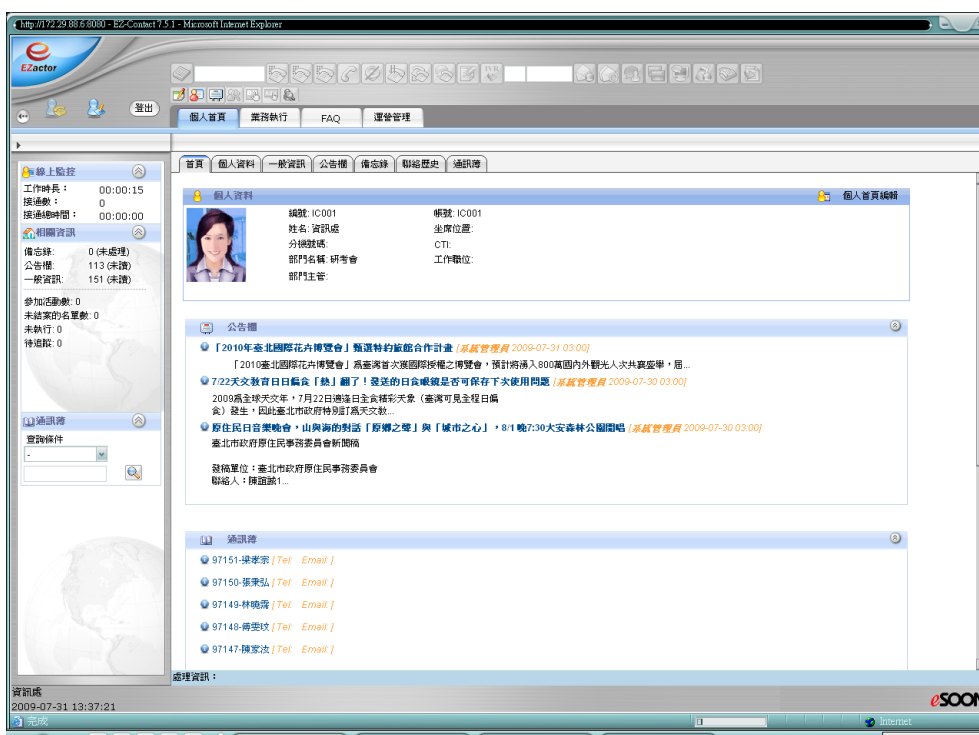 http://172.29.88.6:8080 - EZ-Contact 7.5.1 - Microsoft Internet Explorer
EZactor
登出
個人首頁 業務執行 FAQ 運營管理
首頁 個人資料 一般資訊 公告欄 備忘錄 聯絡歷史 通訊薄
線上監控
工作時長： 00:00:15
接通數： 0
接通總時間： 00:00:00
相關資訊
備忘錄: 0 (未處理)
公告欄: 113 (未讀)
一般資訊: 151 (未讀)
參加活動數: 0
未結案的名單數: 0
未執行: 0
待追蹤: 0
通訊薄
查詢條件
-
個人資料 個人首頁編輯
編號: IC001 帳號: IC001
姓名: 資訊處 坐席位置:
分機號碼: CTI:
部門名稱: 研考會 工作職位:
部門主管:
公告欄
「2010年臺北國際花卉博覽會」甄選特約旅館合作計畫 [系統管理員 2009-07-31 03:00]
「2010臺北國際花卉博覽會」為臺灣首次獲國際授權之博覽會，預計將湧入800萬國內外觀光人次共襄盛舉，屆...
7/22天文教育日日偏食「熱」翻了！發送的日食眼鏡是否可保存下次使用問題 [系統管理員 2009-07-30 03:00]
2009為全球天文年，7月22日適逢日全食精彩天象（臺灣可見全程日偏
食）發生，因此臺北市政府特別訂為天文教...
原住民日音樂晚會，山與海的對話「原鄉之聲」與「城市之心」，8/1 晚7:30大安森林公園開唱 [系統管理員 2009-07-30 03:00]
臺北市政府原住民事務委員會新聞稿
發稿單位：臺北市政府原住民事務委員會
聯絡人：陳誼誠1...
通訊薄
97151-梁孝宗 [Tel: Email: ]
97150-張秉弘 [Tel: Email: ]
97149-林曉霈 [Tel: Email: ]
97148-傅雯玟 [Tel: Email: ]
97147-陳家汝 [Tel: Email: ]
處理資訊：
資訊處
2009-07-31 13:37:21
eSOON
完成 Internet